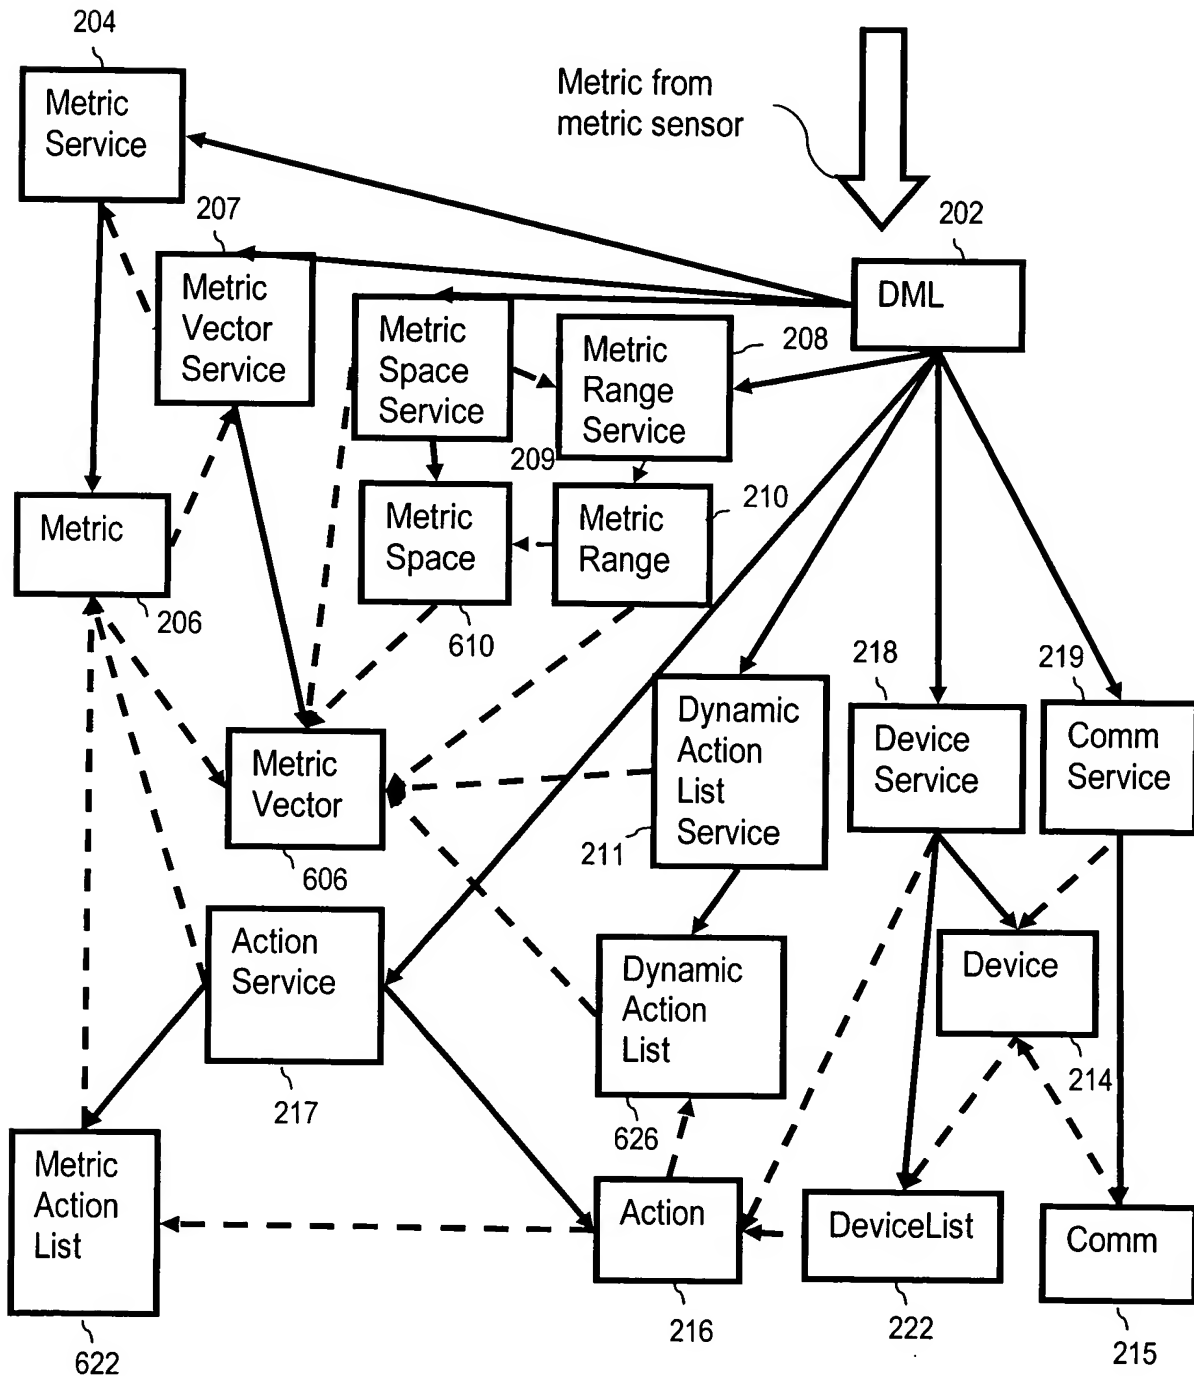 204
Metric
Service
Metric from
metric sensor
207
Metric
Vector
Service
202
DML
Metric
Space
Service
Metric
Range
Service
208
209
Metric
206
Metric
Space
610
Metric
Range
210
Metric
Vector
606
Dynamic
Action
List
Service
211
218
Device
Service
219
Comm
Service
Action
Service
217
Dynamic
Action
List
626
Device
214
Metric
Action
List
622
Action
216
DeviceList
222
Comm
215